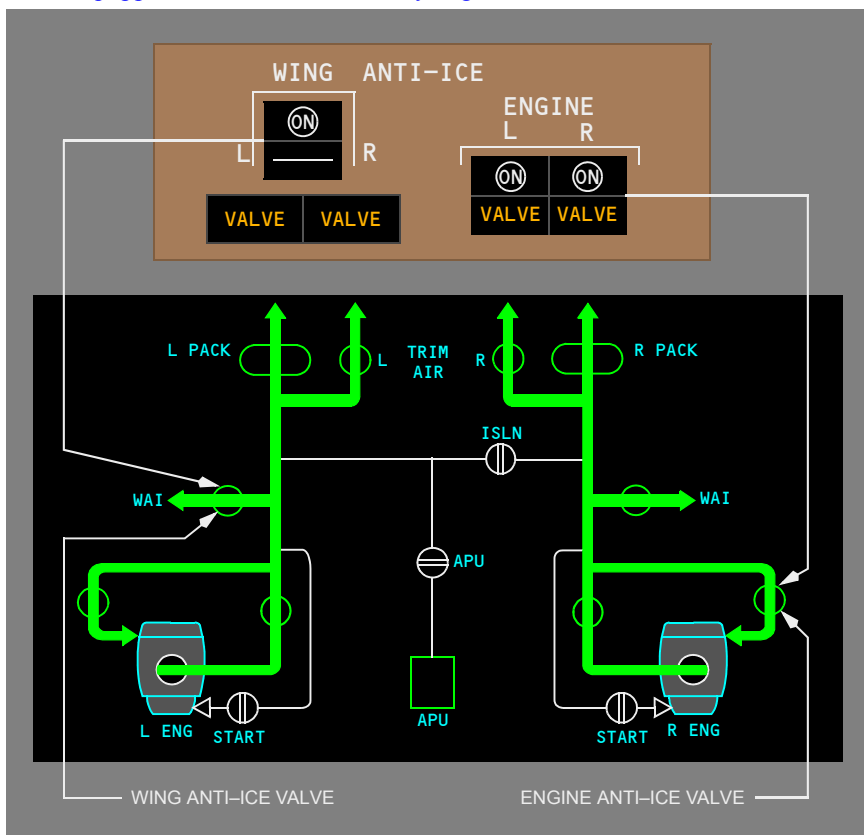 WING ANTI–ICE
ON
L R
VALVE VALVE
ENGINE
L R
ON ON
VALVE VALVE
L PACK
L
TRIM
AIR
R
R PACK
ISLN
WAI
WAI
APU
APU
L ENG
START
START
R ENG
WING ANTI–ICE VALVE
ENGINE ANTI–ICE VALVE